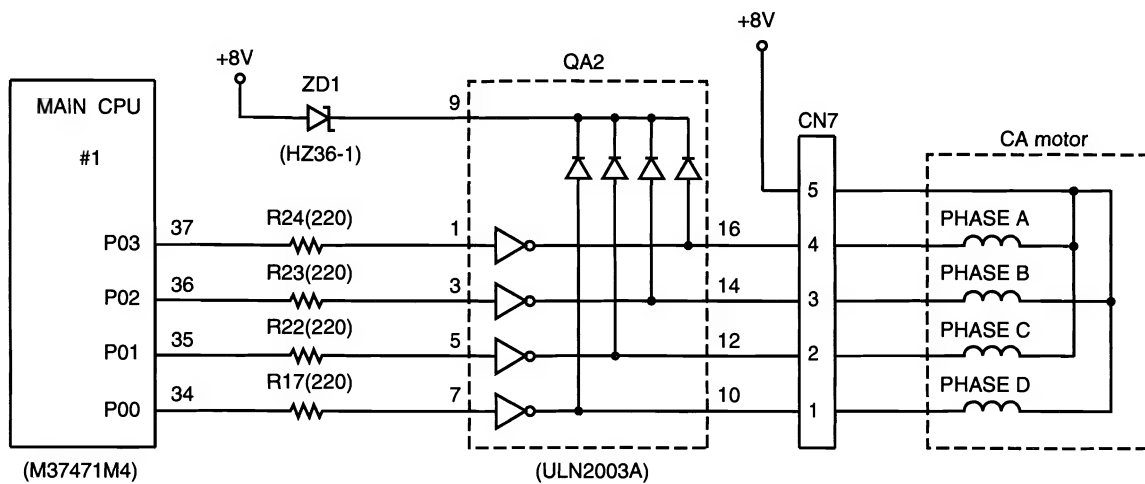 +8V
+8V
QA2
MAIN CPU
ZD1
9
CN7
#1
(HZ36-1)
CA motor
5
R24(220)
PHASE A
P03
37
1
16
4
R23(220)
PHASE B
P02
36
3
14
3
R22(220)
PHASE C
P01
35
5
12
2
R17(220)
PHASE D
P00
34
7
10
1
(M37471M4)
(ULN2003A)